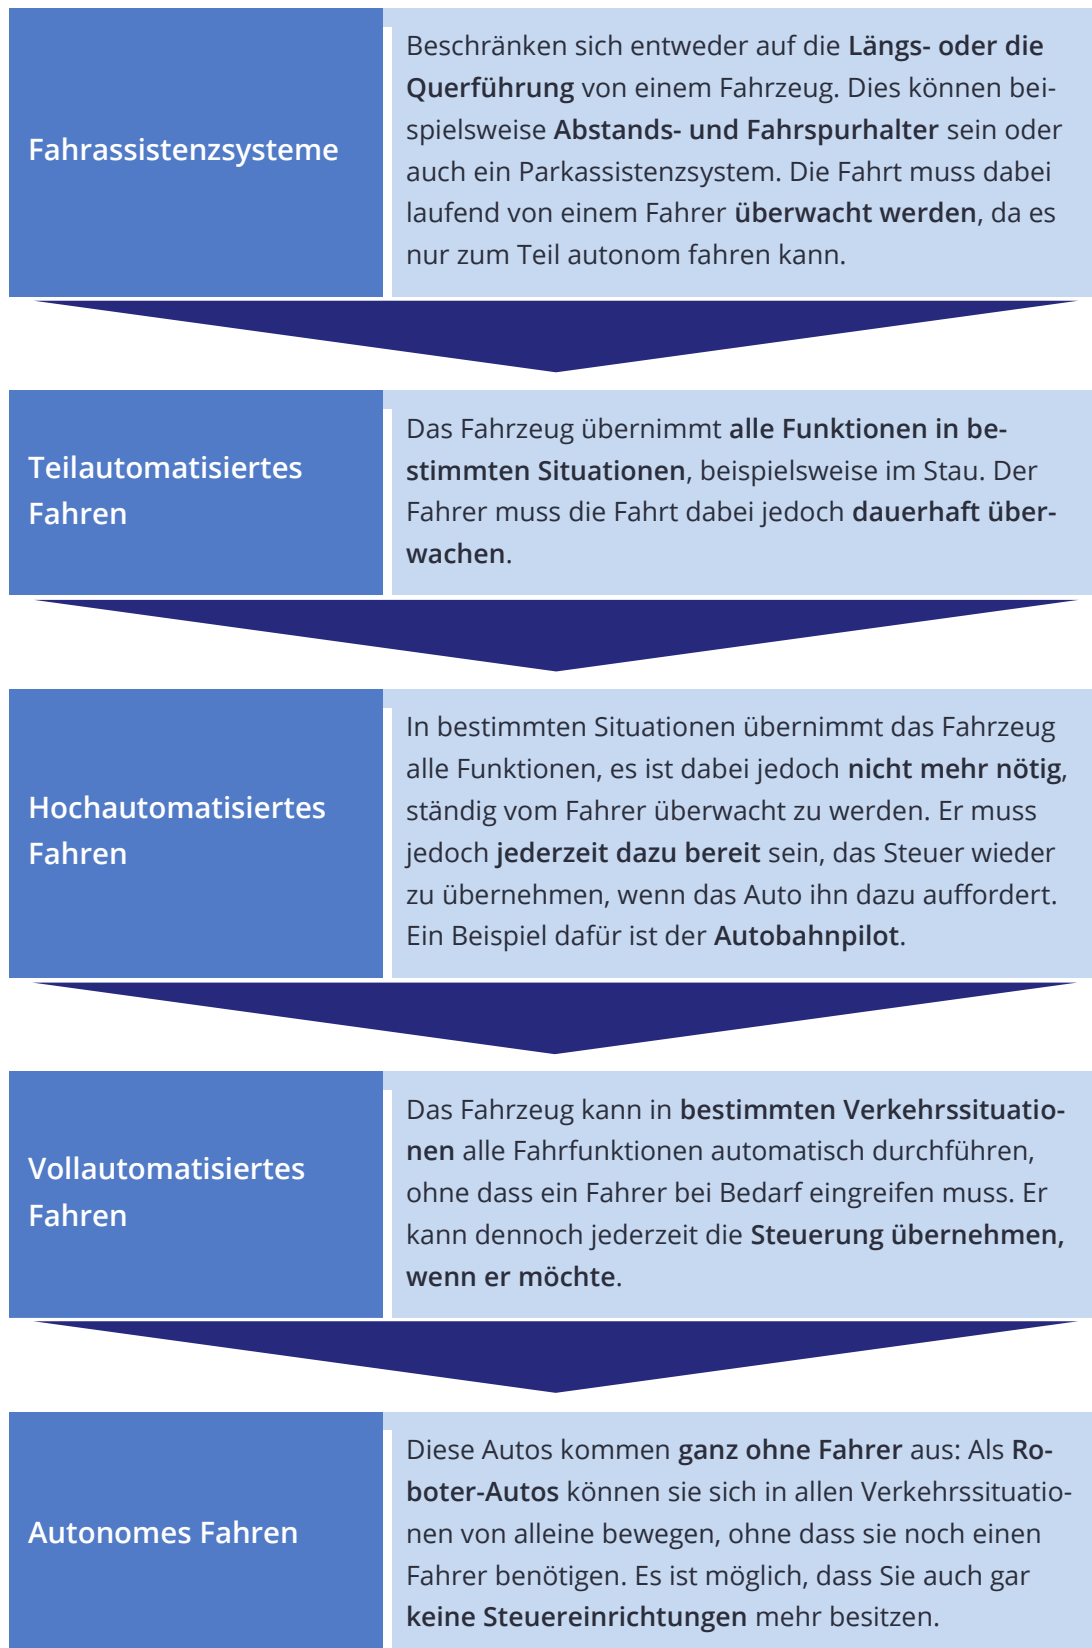 Fahrassistenzsysteme
Beschränken sich entweder auf die Längs- oder die
Querführung von einem Fahrzeug. Dies können bei-
spielsweise Abstands- und Fahrspurhalter sein oder
auch ein Parkassistenzsystem. Die Fahrt muss dabei
laufend von einem Fahrer überwacht werden, da es
nur zum Teil autonom fahren kann.
Teilautomatisiertes
Fahren
Das Fahrzeug übernimmt alle Funktionen in be-
stimmten Situationen, beispielsweise im Stau. Der
Fahrer muss die Fahrt dabei jedoch dauerhaft über-
wachen.
Hochautomatisiertes
Fahren
In bestimmten Situationen übernimmt das Fahrzeug
alle Funktionen, es ist dabei jedoch nicht mehr nötig,
ständig vom Fahrer überwacht zu werden. Er muss
jedoch jederzeit dazu bereit sein, das Steuer wieder
zu übernehmen, wenn das Auto ihn dazu auffordert.
Ein Beispiel dafür ist der Autobahnpilot.
Vollautomatisiertes
Fahren
Das Fahrzeug kann in bestimmten Verkehrssituatio-
nen alle Fahrfunktionen automatisch durchführen,
ohne dass ein Fahrer bei Bedarf eingreifen muss. Er
kann dennoch jederzeit die Steuerung übernehmen,
wenn er möchte.
Autonomes Fahren
Diese Autos kommen ganz ohne Fahrer aus: Als Ro-
boter-Autos können sie sich in allen Verkehrssituatio-
nen von alleine bewegen, ohne dass sie noch einen
Fahrer benötigen. Es ist möglich, dass Sie auch gar
keine Steuereinrichtungen mehr besitzen.